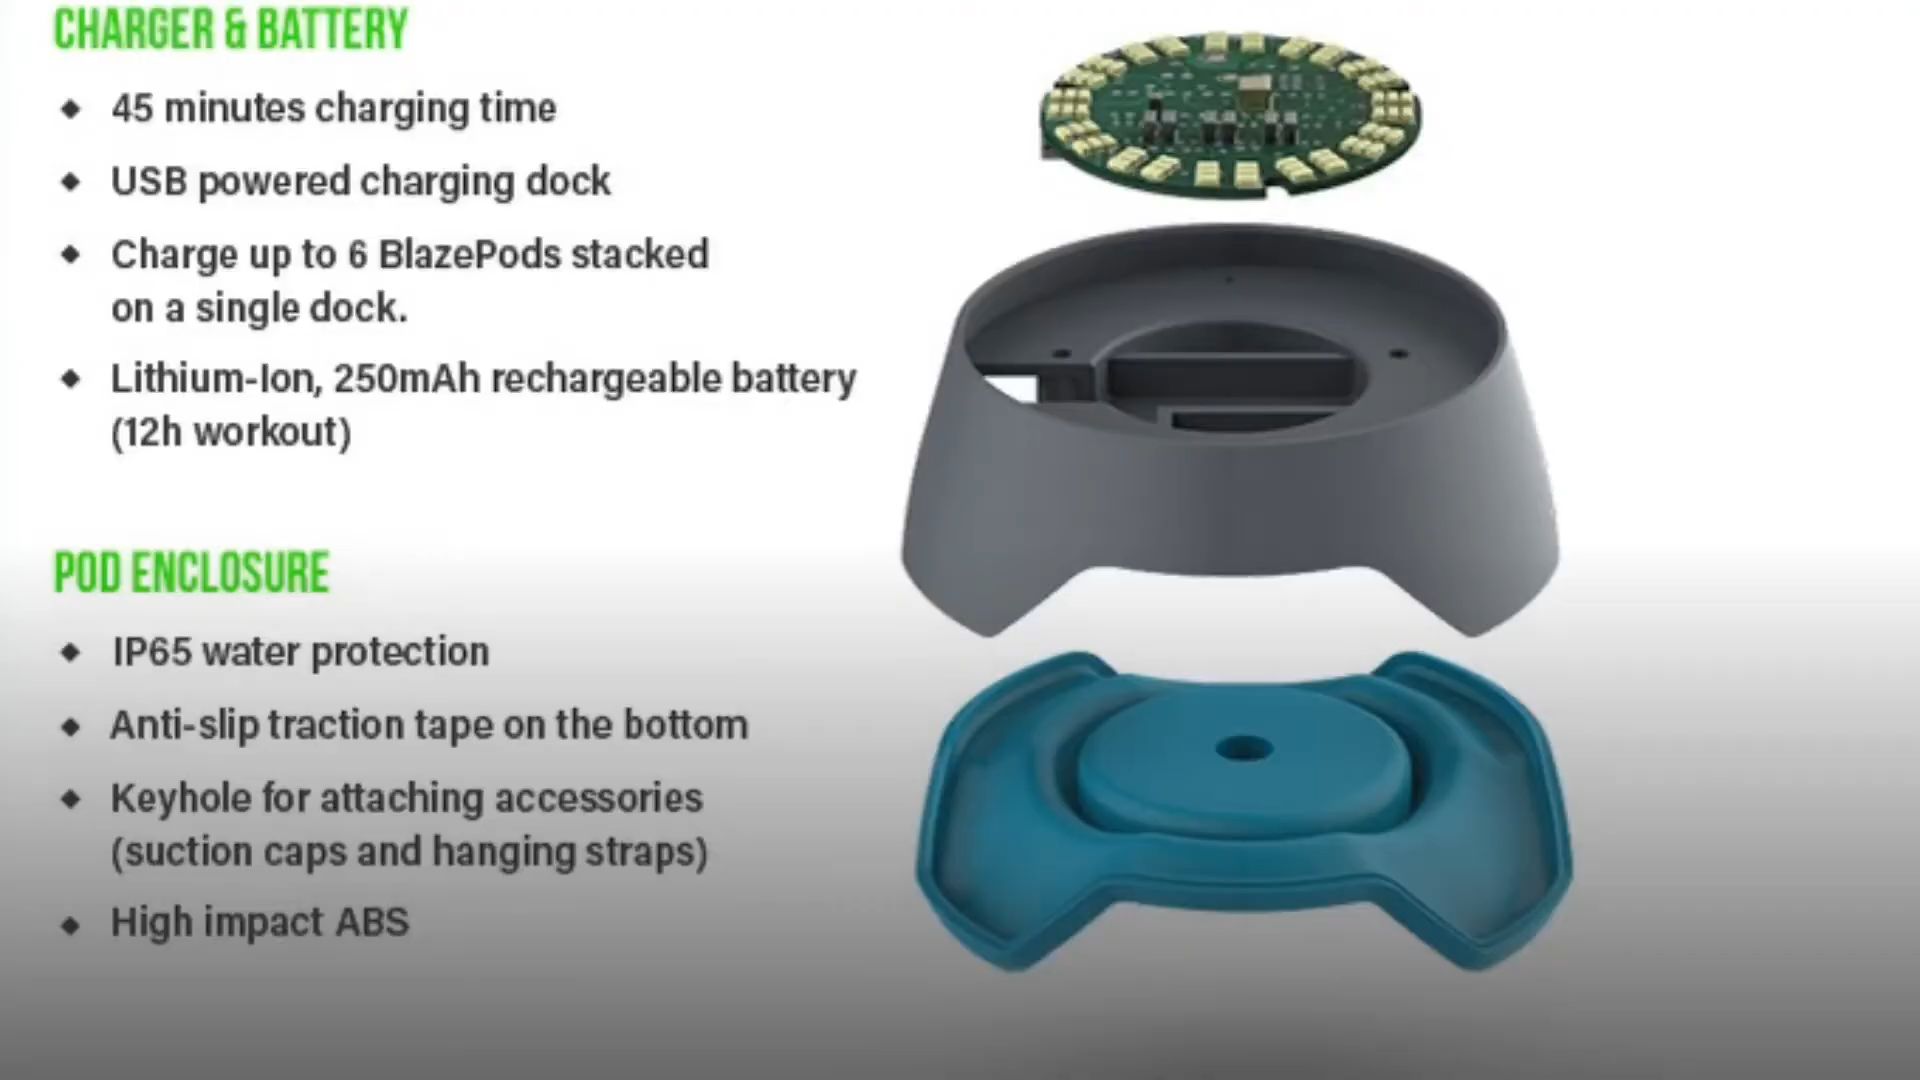 CHARGER & BATTERY
45 minutes charging time
USB powered charging dock
Charge up to 6 BlazePods stacked
on a single dock.
Lithium-Ion, 250mAh rechargeable battery
(12h workout)
POD ENCLOSURE
IP65 water protection
Anti-slip traction tape on the bottom
Keyhole for attaching accessories
(suction caps and hanging straps)
High impact ABS